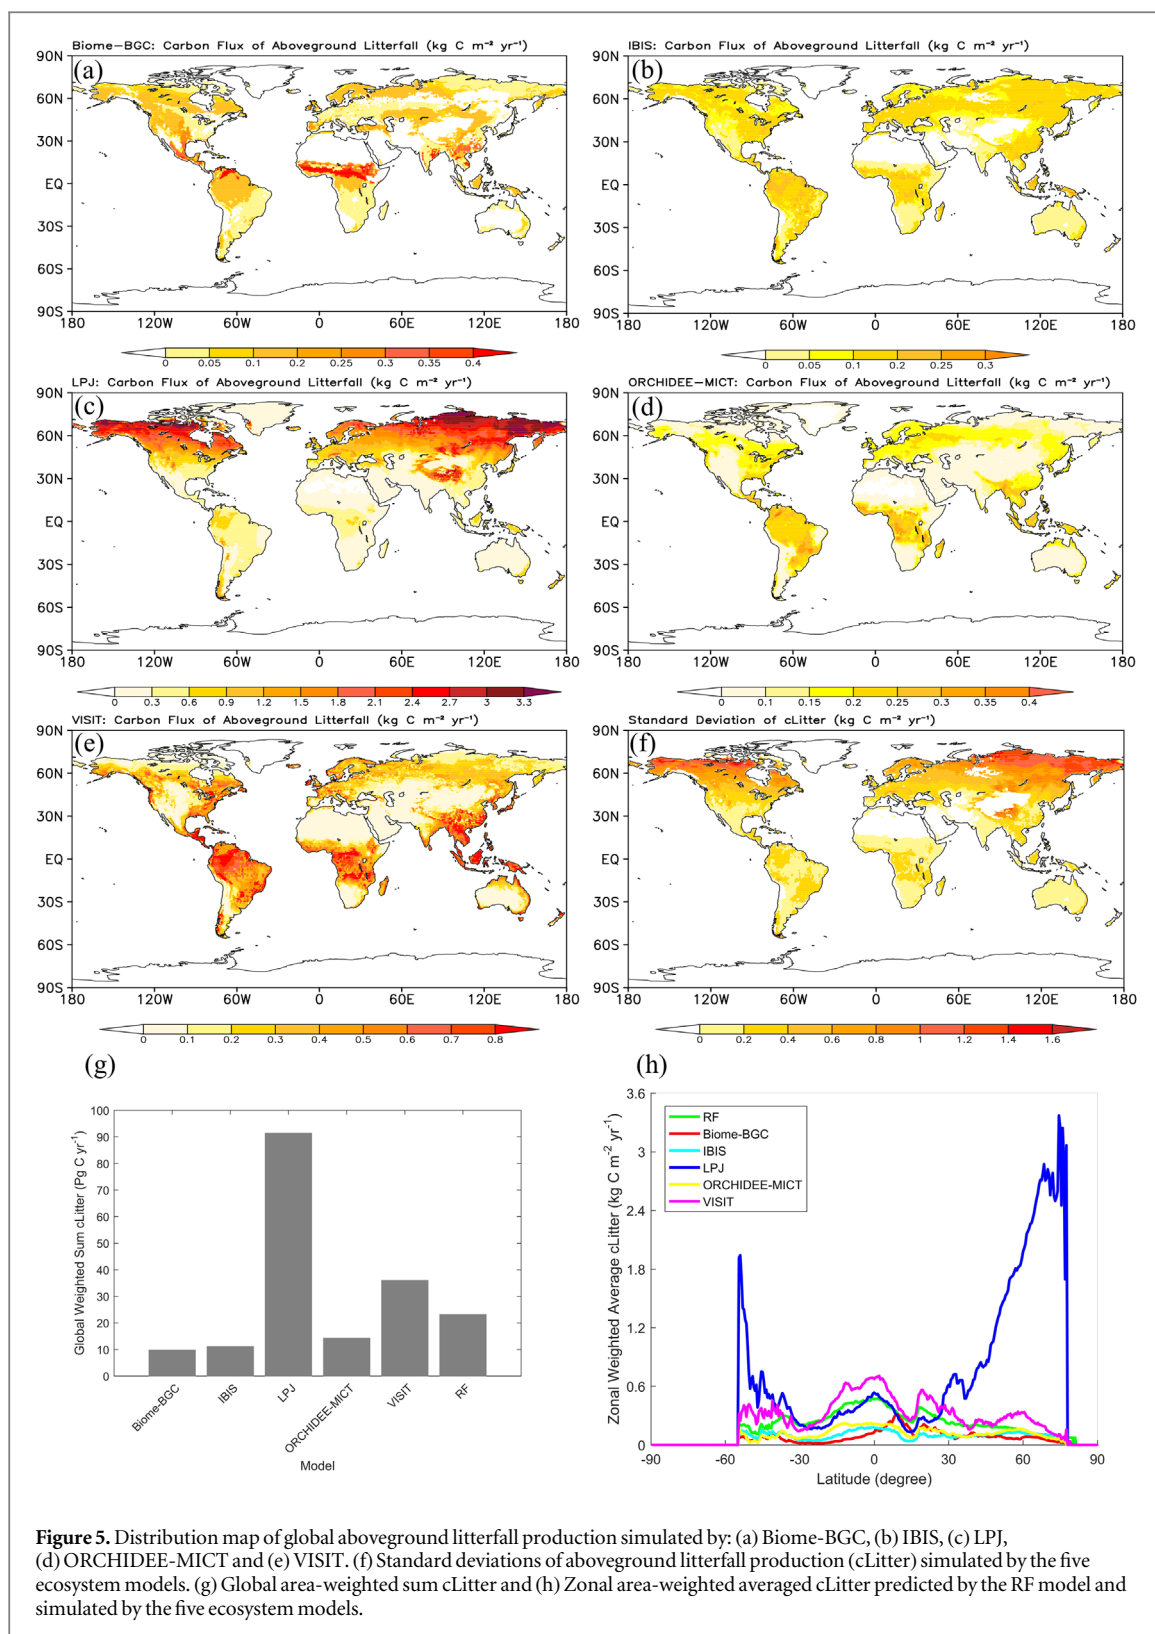 Biome−BGC: Carbon Flux of Aboveground Litterfall (kg C m⁻² yr⁻¹)
(a)
90N
60N
30N
EQ
30S
60S
90S
180 120W 60W 0 60E 120E 180
0 0.05 0.1 0.2 0.25 0.3 0.35 0.4
IBIS: Carbon Flux of Aboveground Litterfall (kg C m⁻² yr⁻¹)
(b)
90N
60N
30N
EQ
30S
60S
90S
180 120W 60W 0 60E 120E 180
0 0.05 0.1 0.2 0.25 0.3
LPJ: Carbon Flux of Aboveground Litterfall (kg C m⁻² yr⁻¹)
(c)
90N
60N
30N
EQ
30S
60S
90S
180 120W 60W 0 60E 120E 180
0 0.3 0.6 0.9 1.2 1.5 1.8 2.1 2.4 2.7 3 3.3
ORCHIDEE−MICT: Carbon Flux of Aboveground Litterfall (kg C m⁻² yr⁻¹)
(d)
90N
60N
30N
EQ
30S
60S
90S
180 120W 60W 0 60E 120E 180
0 0.1 0.15 0.2 0.25 0.3 0.35 0.4
VISIT: Carbon Flux of Aboveground Litterfall (kg C m⁻² yr⁻¹)
(e)
90N
60N
30N
EQ
30S
60S
90S
180 120W 60W 0 60E 120E 180
0 0.1 0.2 0.3 0.4 0.5 0.6 0.7 0.8
Standard Deviation of cLitter (kg C m⁻² yr⁻¹)
(f)
90N
60N
30N
EQ
30S
60S
90S
180 120W 60W 0 60E 120E 180
0 0.2 0.4 0.6 0.8 1 1.2 1.4 1.6
(g)
Global Weighted Sum cLitter (Pg C yr⁻¹)
100
90
80
70
60
50
40
30
20
10
0
Biome-BGC IBIS LPJ ORCHIDEE-MICT VISIT RF
Model
(h)
Zonal Weighted Average cLitter (kg C m⁻² yr⁻¹)
3.6
3
2.4
1.8
1.2
0.6
0
RF
Biome-BGC
IBIS
LPJ
ORCHIDEE-MICT
VISIT
-90 -60 -30 0 30 60 90
Latitude (degree)
Figure 5. Distribution map of global aboveground litterfall production simulated by: (a) Biome-BGC, (b) IBIS, (c) LPJ,
(d) ORCHIDEE-MICT and (e) VISIT. (f) Standard deviations of aboveground litterfall production (cLitter) simulated by the five
ecosystem models. (g) Global area-weighted sum cLitter and (h) Zonal area-weighted averaged cLitter predicted by the RF model and
simulated by the five ecosystem models.